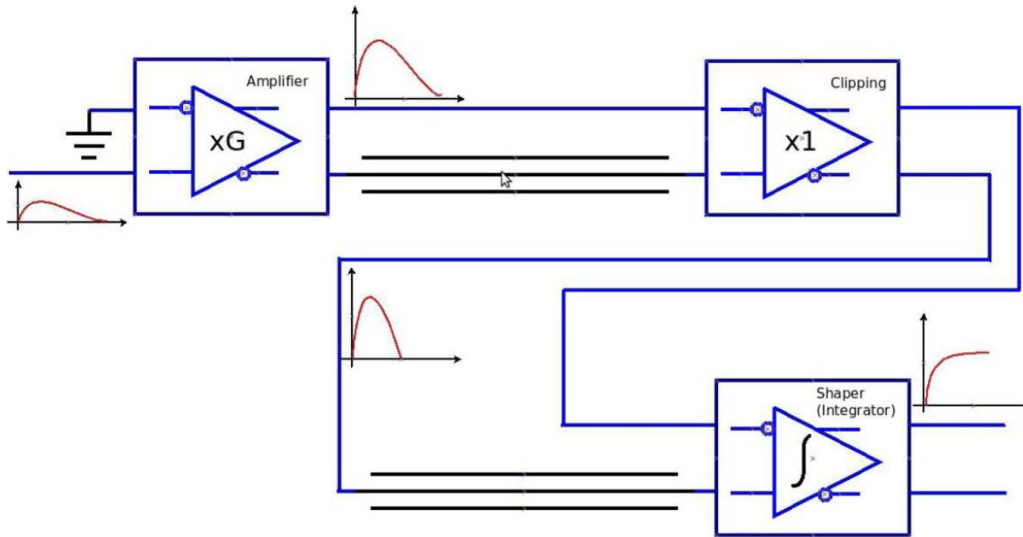 Amplifier
xG
Clipping
x1
Shaper
(Integrator)
∫